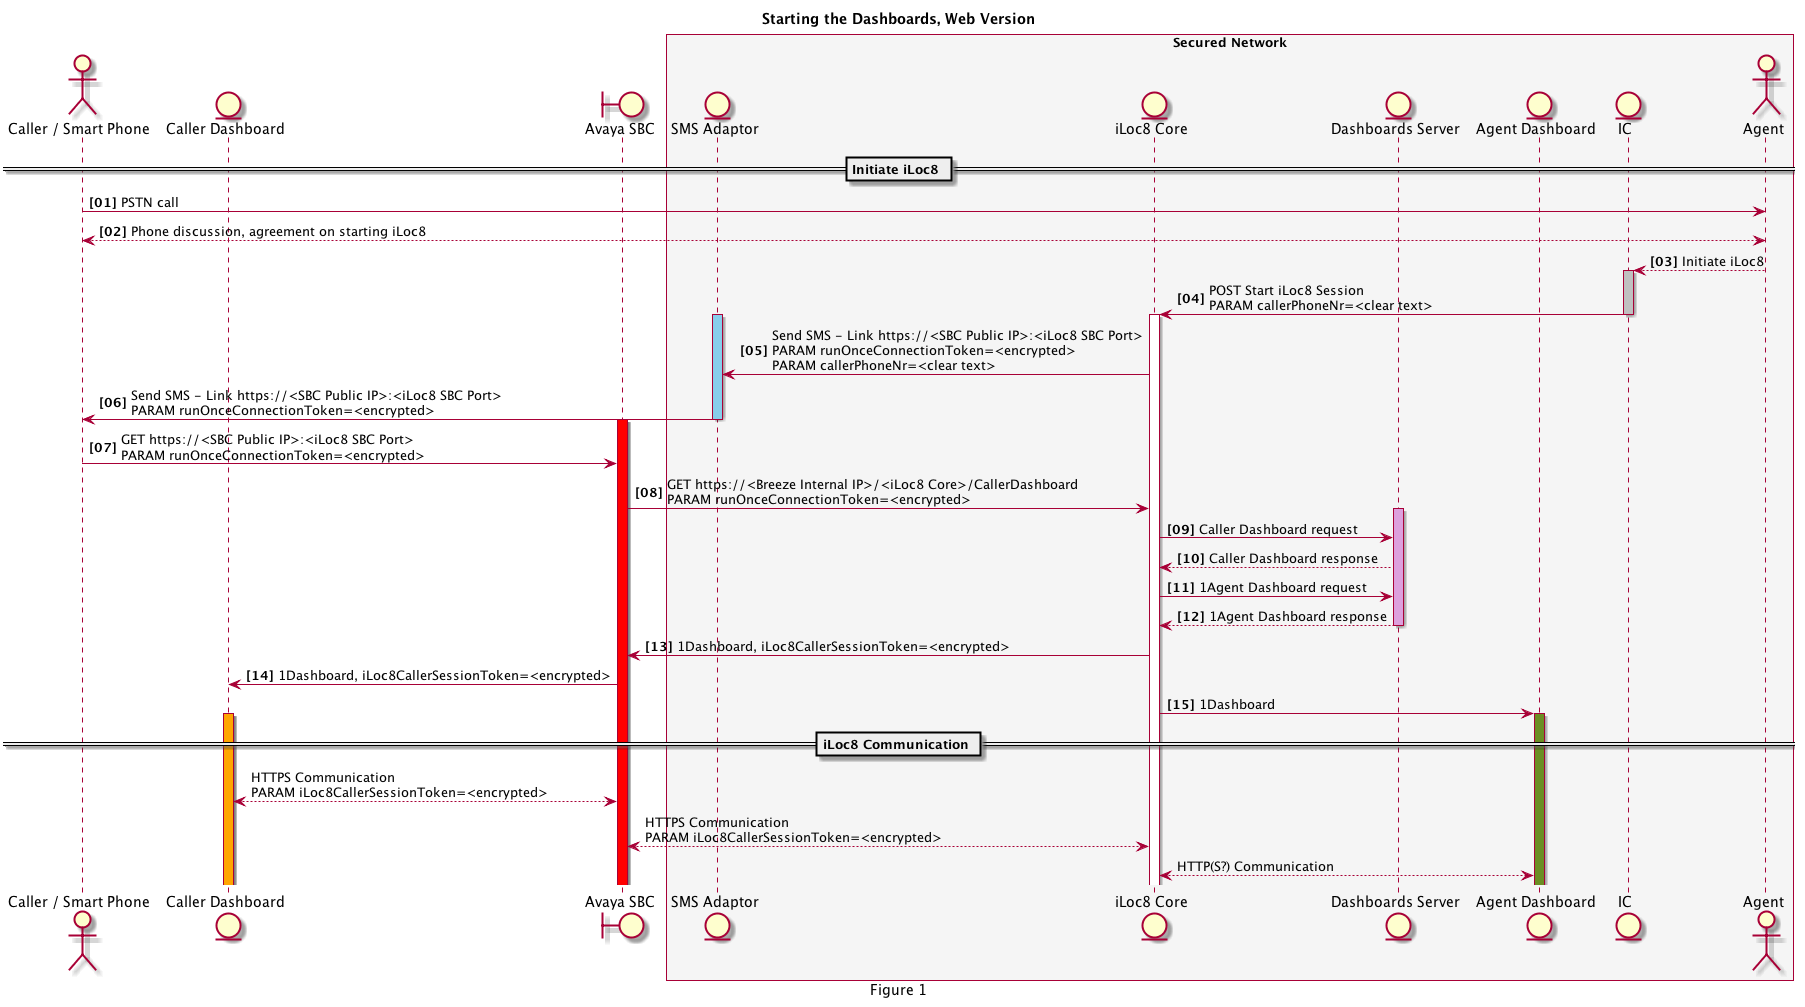 Starting the Dashboards, Web Version
Secured Network
Caller / Smart Phone
Caller Dashboard
Avaya SBC
SMS Adaptor
iLoc8 Core
Dashboards Server
Agent Dashboard
IC
Agent
Initiate iLoc8
[01] PSTN call
[02] Phone discussion, agreement on starting iLoc8
[03] Initiate iLoc8
[04] POST Start iLoc8 Session
PARAM callerPhoneNr=<clear text>
[05] Send SMS - Link https://<SBC Public IP>:<iLoc8 SBC Port>
PARAM runOnceConnectionToken=<encrypted>
PARAM callerPhoneNr=<clear text>
[06] Send SMS - Link https://<SBC Public IP>:<iLoc8 SBC Port>
PARAM runOnceConnectionToken=<encrypted>
[07] GET https://<SBC Public IP>:<iLoc8 SBC Port>
PARAM runOnceConnectionToken=<encrypted>
[08] GET https://<Breeze Internal IP>/<iLoc8 Core>/CallerDashboard
PARAM runOnceConnectionToken=<encrypted>
[09] Caller Dashboard request
[10] Caller Dashboard response
[11] 1Agent Dashboard request
[12] 1Agent Dashboard response
[13] 1Dashboard, iLoc8CallerSessionToken=<encrypted>
[14] 1Dashboard, iLoc8CallerSessionToken=<encrypted>
[15] 1Dashboard
iLoc8 Communication
HTTPS Communication
PARAM iLoc8CallerSessionToken=<encrypted>
HTTPS Communication
PARAM iLoc8CallerSessionToken=<encrypted>
HTTP(S?) Communication
Caller / Smart Phone
Caller Dashboard
Avaya SBC
SMS Adaptor
iLoc8 Core
Dashboards Server
Agent Dashboard
IC
Agent
Figure 1